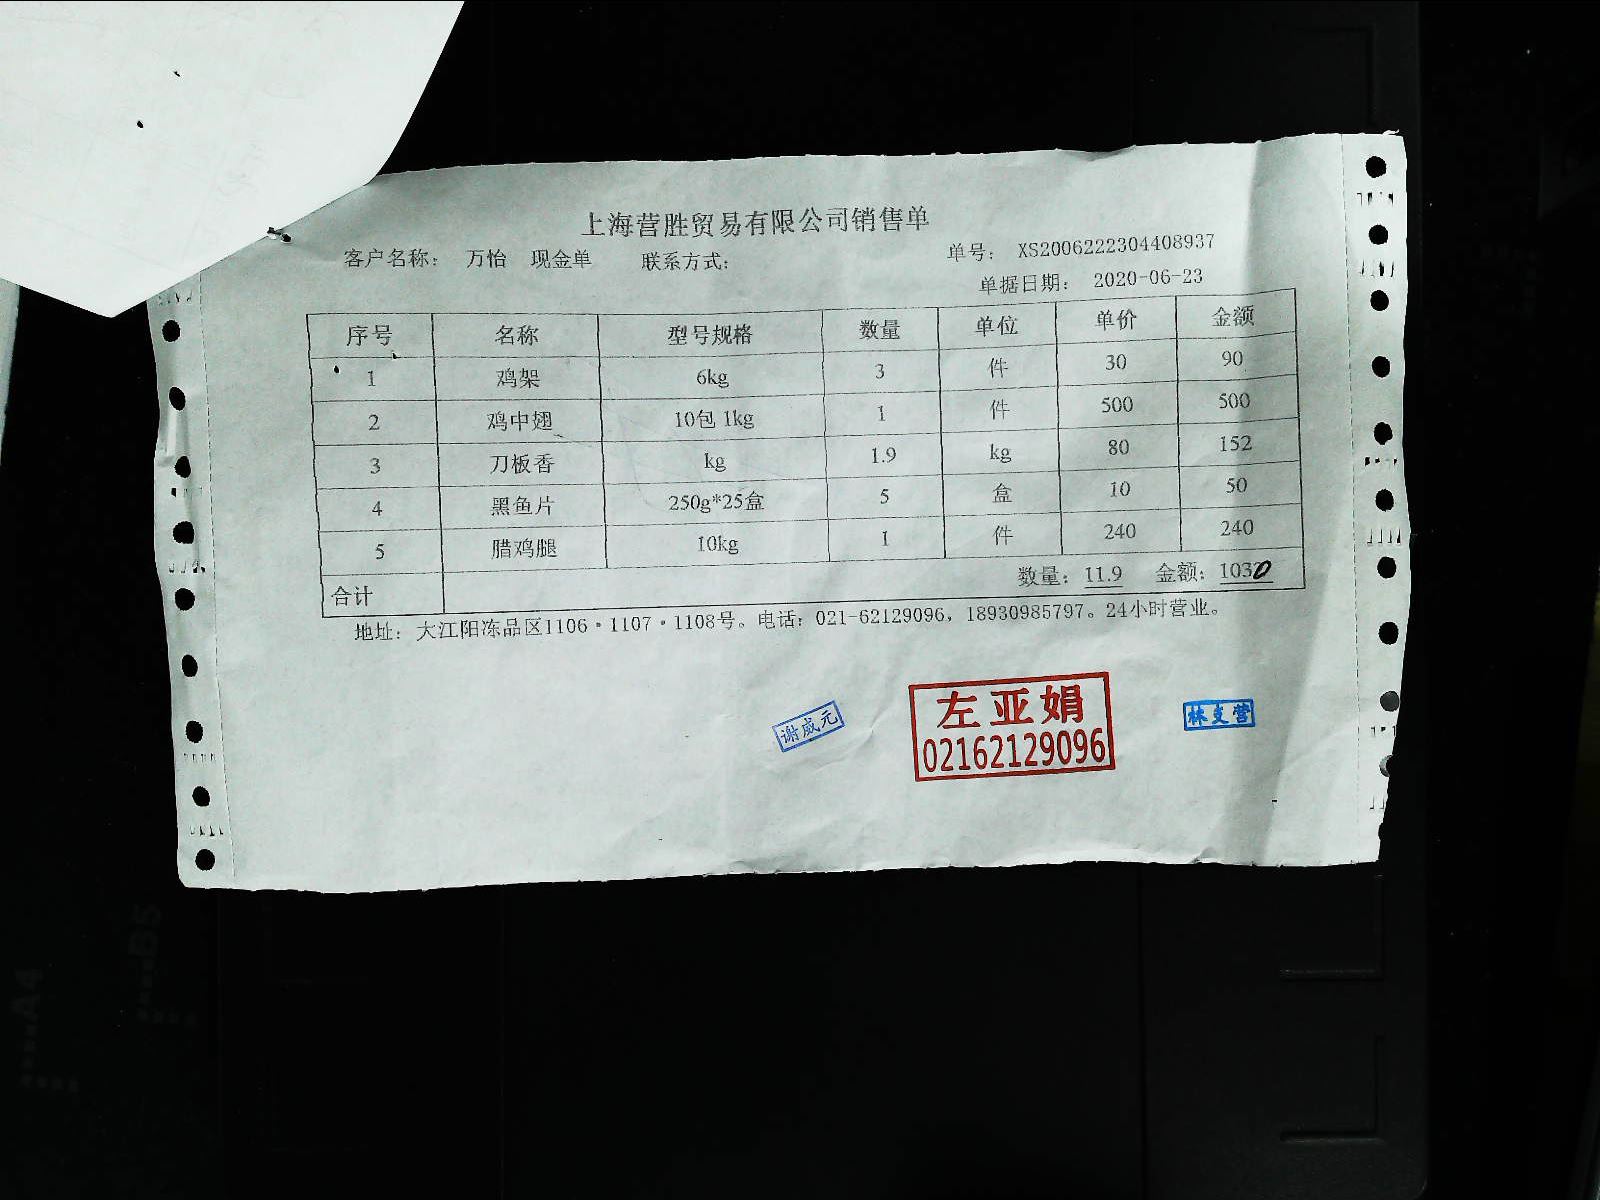 上海营胜贸易有限公司销售单
客户名称： 万怡 现金单 联系方式： 单号： XS2006222304408937
单据日期： 2020-06-23
序号 名称 型号规格 数量 单位 单价 金额
1 鸡架 6kg 3 件 30 90
2 鸡中翅 10包 1kg 1 件 500 500
3 刀板香 kg 1.9 kg 80 152
4 黑鱼片 250g*25盒 5 盒 10 50
5 腊鸡腿 10kg 1 件 240 240
合计 数量：11.9 金额：1030
地址：大江阳冻品区1106·1107·1108号。电话：021-62129096，18930985797。24小时营业。
谢威元
左亚娟
02162129096
林支营
B5
A4